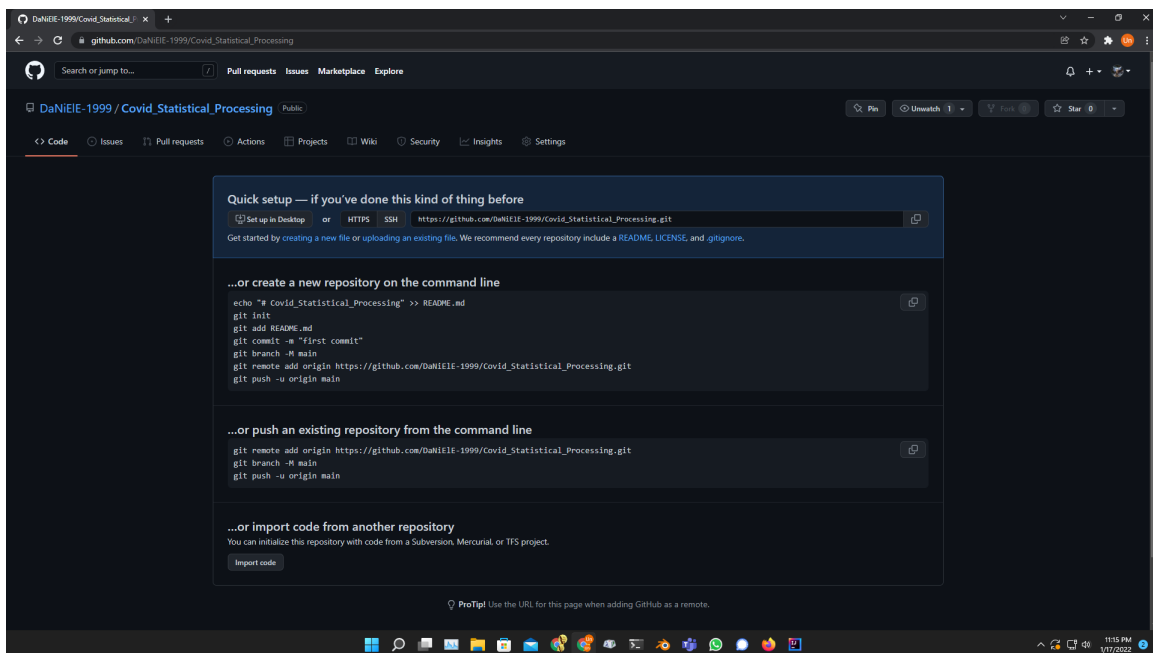 DaNiElE-1999/Covid_Statistical_P
github.com/DaNiElE-1999/Covid_Statistical_Processing
Un
Search or jump to...
/
Pull requests Issues Marketplace Explore
DaNiElE-1999 / Covid_Statistical_Processing Public
Pin
Unwatch 1
Fork 0
Star 0
<> Code Issues Pull requests Actions Projects Wiki Security Insights Settings
Quick setup — if you've done this kind of thing before
Set up in Desktop or HTTPS SSH https://github.com/DaNiElE-1999/Covid_Statistical_Processing.git
Get started by creating a new file or uploading an existing file. We recommend every repository include a README, LICENSE, and .gitignore.
...or create a new repository on the command line
echo "# Covid_Statistical_Processing" >> README.md
git init
git add README.md
git commit -m "first commit"
git branch -M main
git remote add origin https://github.com/DaNiElE-1999/Covid_Statistical_Processing.git
git push -u origin main
...or push an existing repository from the command line
git remote add origin https://github.com/DaNiElE-1999/Covid_Statistical_Processing.git
git branch -M main
git push -u origin main
...or import code from another repository
You can initialize this repository with code from a Subversion, Mercurial, or TFS project.
Import code
ProTip! Use the URL for this page when adding GitHub as a remote.
11:15 PM
1/17/2022
2